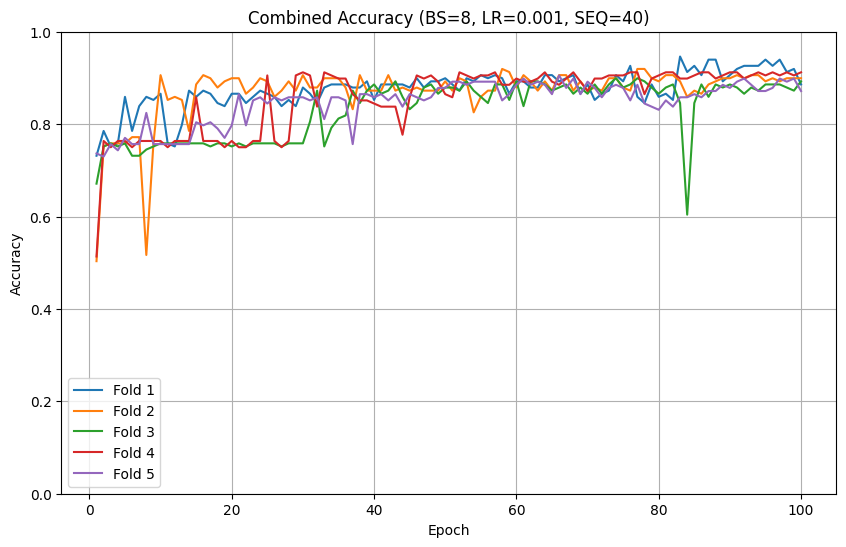 Combined Accuracy (BS=8, LR=0.001, SEQ=40)
1.0
0.8
0.6
0.4
0.2
0.0
Accuracy
Fold 1
Fold 2
Fold 3
Fold 4
Fold 5
0 20 40 60 80 100
Epoch